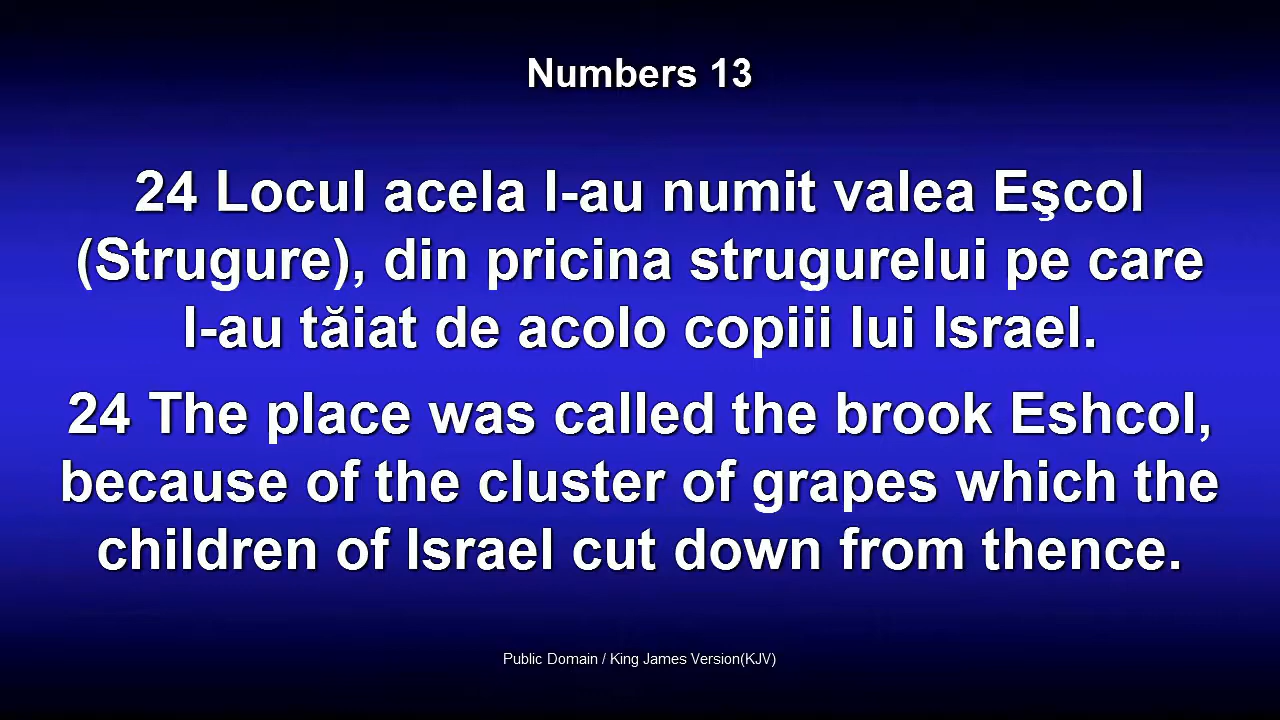 Numbers 13
24 Locul acela l-au numit valea Eşcol
(Strugure), din pricina strugurelui pe care
l-au tăiat de acolo copiii lui Israel.
24 The place was called the brook Eshcol,
because of the cluster of grapes which the
children of Israel cut down from thence.
Public Domain / King James Version(KJV)